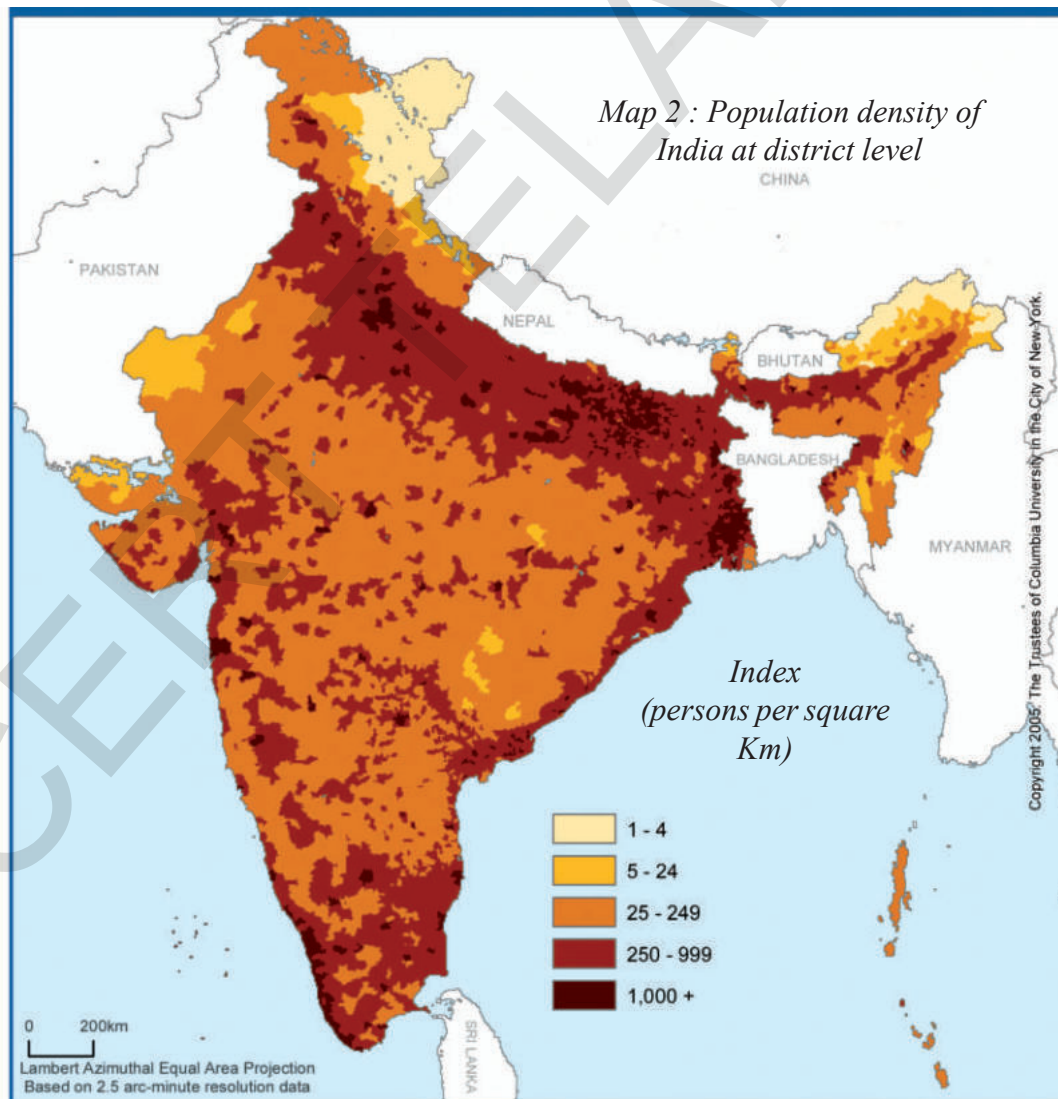 Map 2 : Population density of
India at district level
CHINA
PAKISTAN
NEPAL
BHUTAN
BANGLADESH
MYANMAR
Copyright 2005. The Trustees of Columbia University in the City of New York.
Index
(persons per square
Km)
1 - 4
5 - 24
25 - 249
250 - 999
1,000 +
0 200km
SRI LANKA
Lambert Azimuthal Equal Area Projection
Based on 2.5 arc-minute resolution data